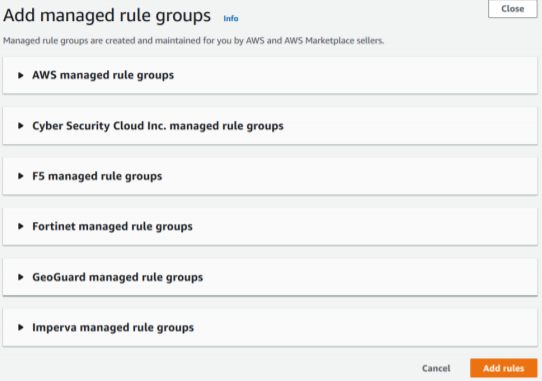 Add managed rule groups Info
Close
Managed rule groups are created and maintained for you by AWS and AWS Marketplace sellers.
AWS managed rule groups
Cyber Security Cloud Inc. managed rule groups
F5 managed rule groups
Fortinet managed rule groups
GeoGuard managed rule groups
Imperva managed rule groups
Cancel
Add rules